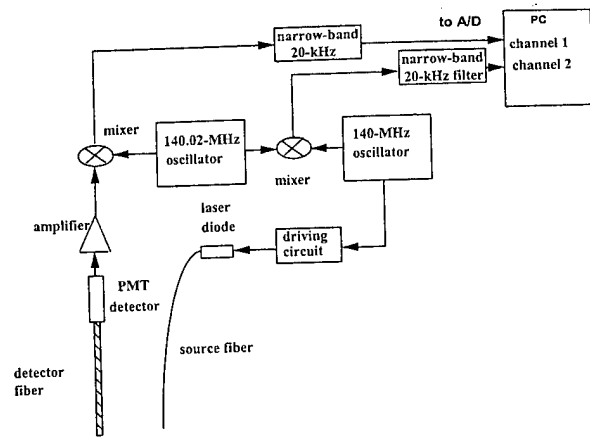 to A/D
PC
narrow-band
20-kHz
channel 1
narrow-band
20-kHz filter
channel 2
mixer
140.02-MHz
oscillator
140-MHz
oscillator
mixer
amplifier
laser
diode
driving
circuit
PMT
detector
source fiber
detector
fiber